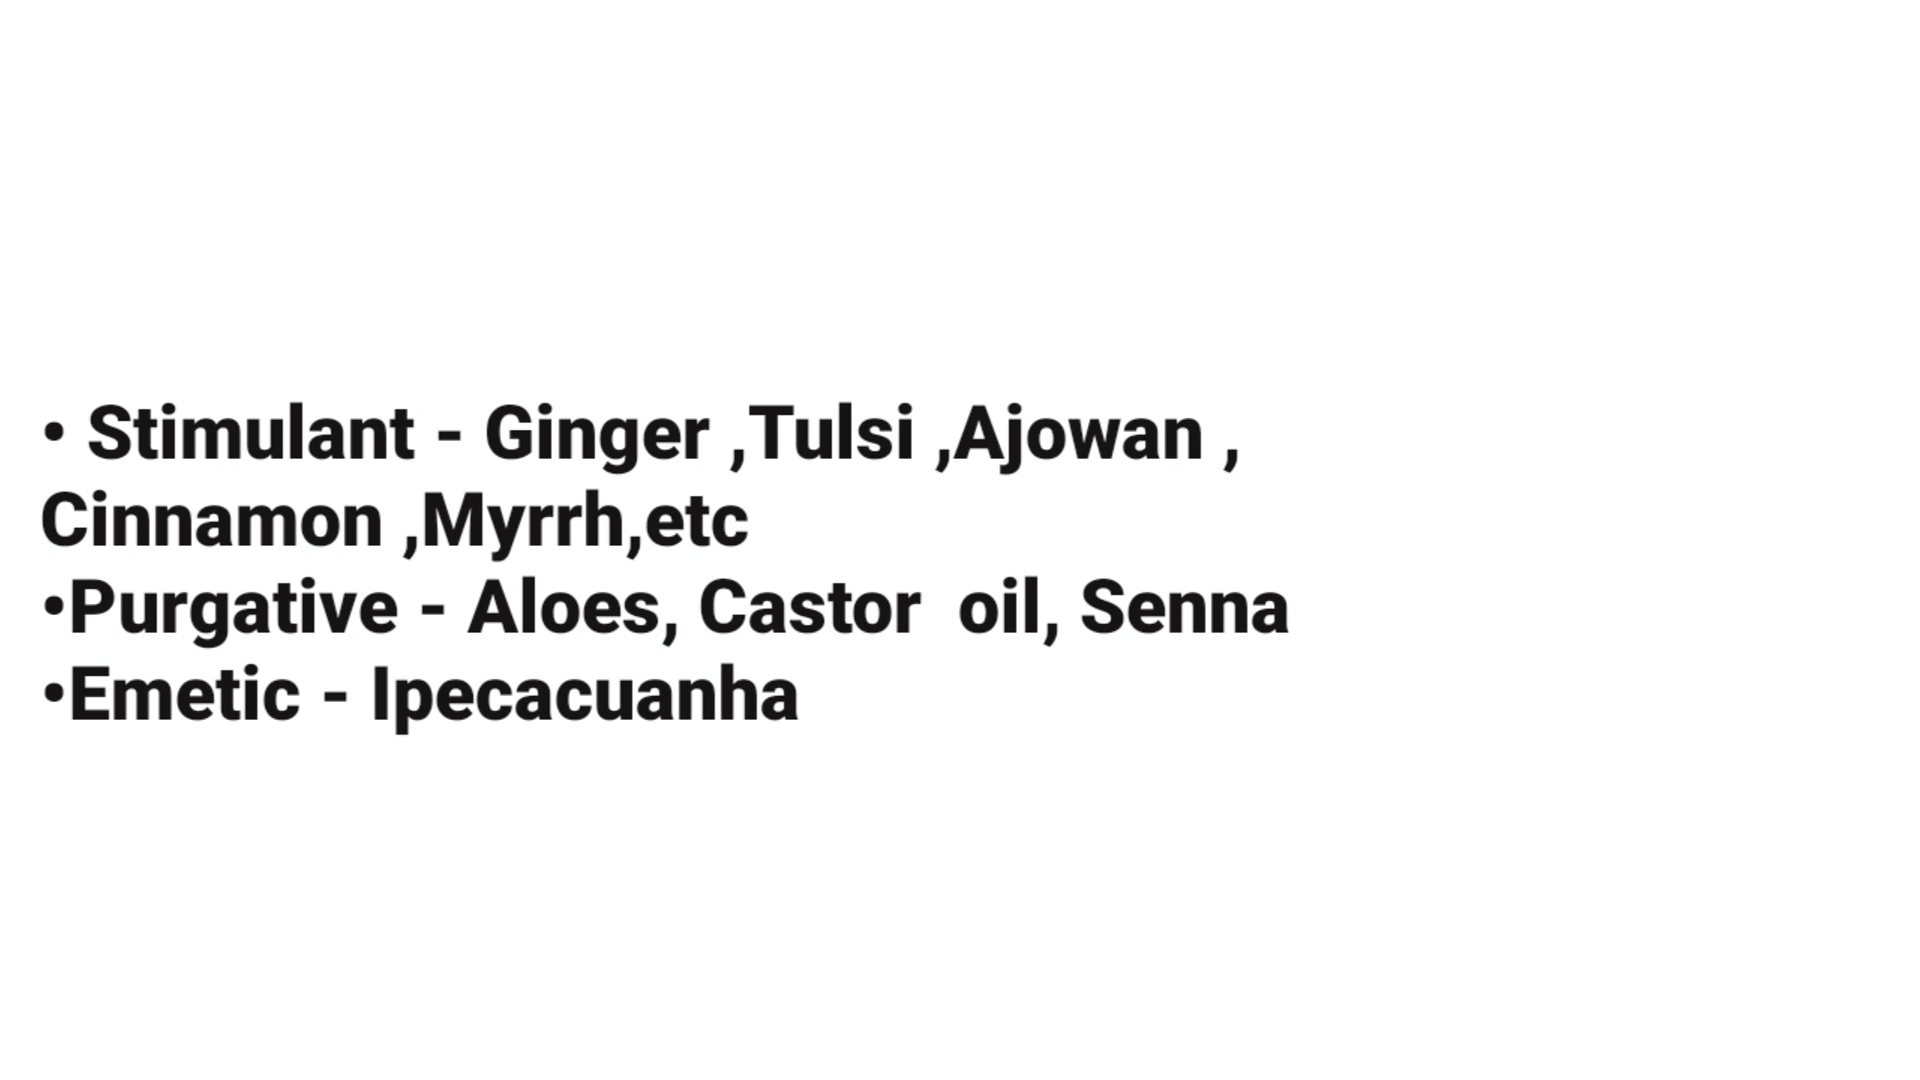 • Stimulant - Ginger ,Tulsi ,Ajowan ,
Cinnamon ,Myrrh,etc
•Purgative - Aloes, Castor  oil, Senna
•Emetic - Ipecacuanha